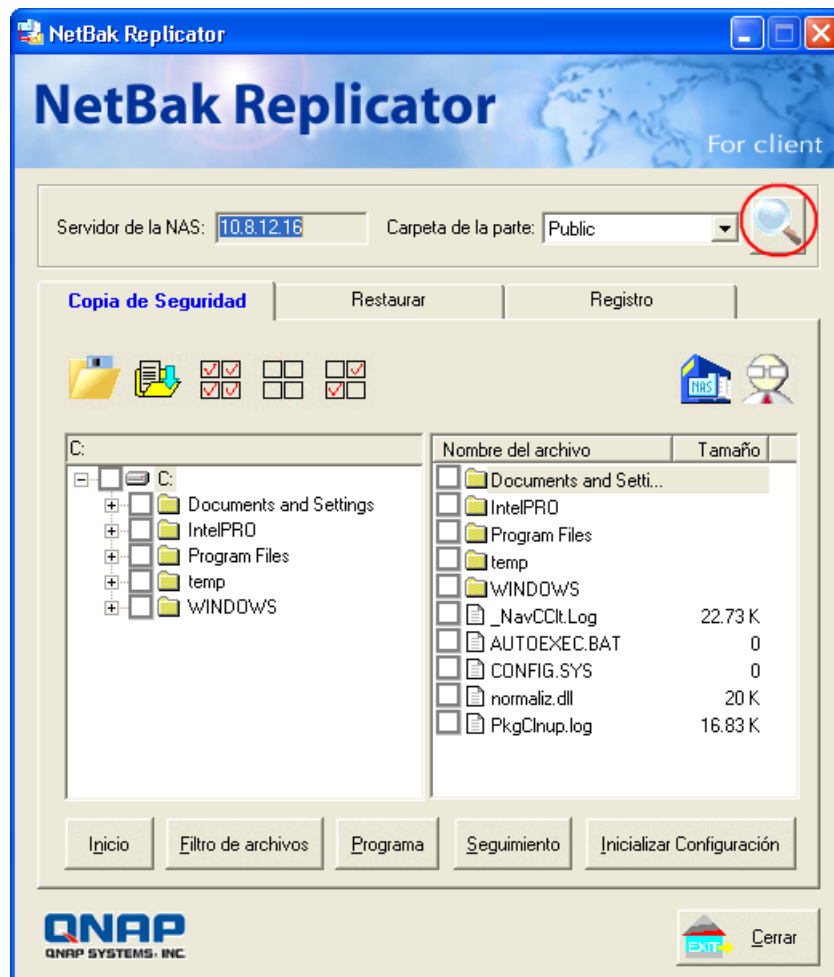 NetBak Replicator
NetBak Replicator
For client
Servidor de la NAS: 10.8.12.16 Carpeta de la parte: Public
Copia de Seguridad Restaurar Registro
NAS
C:
C:
Documents and Settings
IntelPRO
Program Files
temp
WINDOWS
Nombre del archivo Tamaño
Documents and Setti...
IntelPRO
Program Files
temp
WINDOWS
_NavCClt.Log 22.73 K
AUTOEXEC.BAT 0
CONFIG.SYS 0
normaliz.dll 20 K
PkgClnup.log 16.83 K
Inicio Filtro de archivos Programa Seguimiento Inicializar Configuración
QNAP
QNAP SYSTEMS, INC
EXIT Cerrar